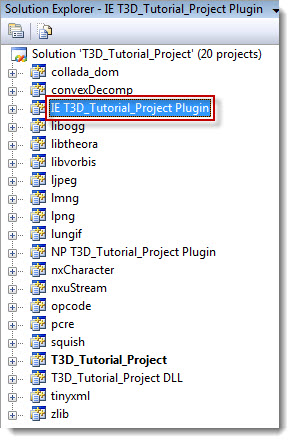 Solution Explorer - IE T3D_Tutorial_Project Plugin
Solution 'T3D_Tutorial_Project' (20 projects)
collada_dom
convexDecomp
IE T3D_Tutorial_Project Plugin
libogg
libtheora
libvorbis
ljpeg
lmng
lpng
lungif
NP T3D_Tutorial_Project Plugin
nxCharacter
nxuStream
opcode
pcre
squish
T3D_Tutorial_Project
T3D_Tutorial_Project DLL
tinyxml
zlib